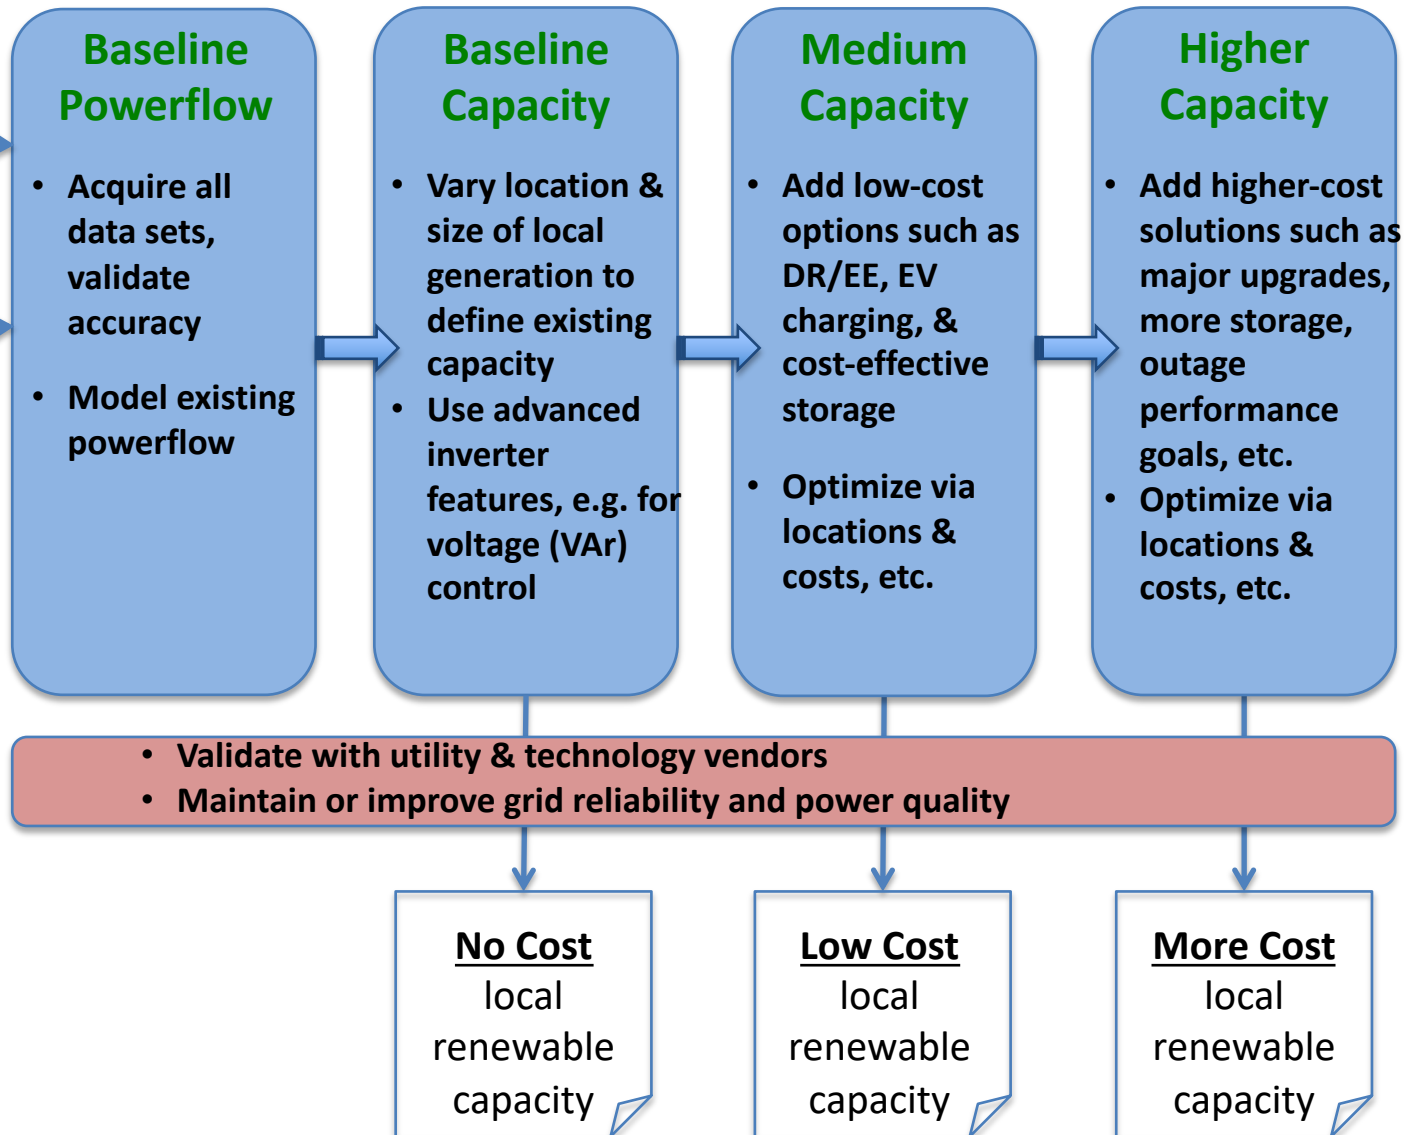 Baseline
Powerflow
• Acquire all
data sets,
validate
accuracy
• Model existing
powerflow
Baseline
Capacity
• Vary location &
size of local
generation to
define existing
capacity
• Use advanced
inverter
features, e.g. for
voltage (VAr)
control
Medium
Capacity
• Add low-cost
options such as
DR/EE, EV
charging, &
cost-effective
storage
• Optimize via
locations &
costs, etc.
Higher
Capacity
• Add higher-cost
solutions such as
major upgrades,
more storage,
outage
performance
goals, etc.
• Optimize via
locations &
costs, etc.
• Validate with utility & technology vendors
• Maintain or improve grid reliability and power quality
No Cost
local
renewable
capacity
Low Cost
local
renewable
capacity
More Cost
local
renewable
capacity